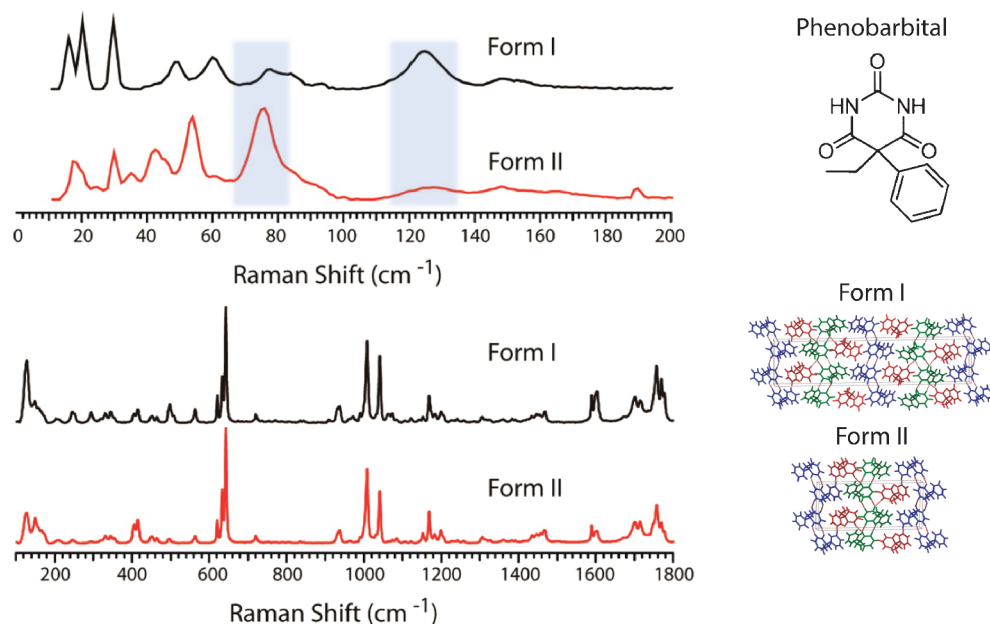 Form I
Form II
0 20 40 60 80 100 120 140 160 180 200
Raman Shift (cm -1)
Phenobarbital
O
HN NH
O O
Form I
Form II
200 400 600 800 1000 1200 1400 1600 1800
Raman Shift (cm -1)
Form I
Form II